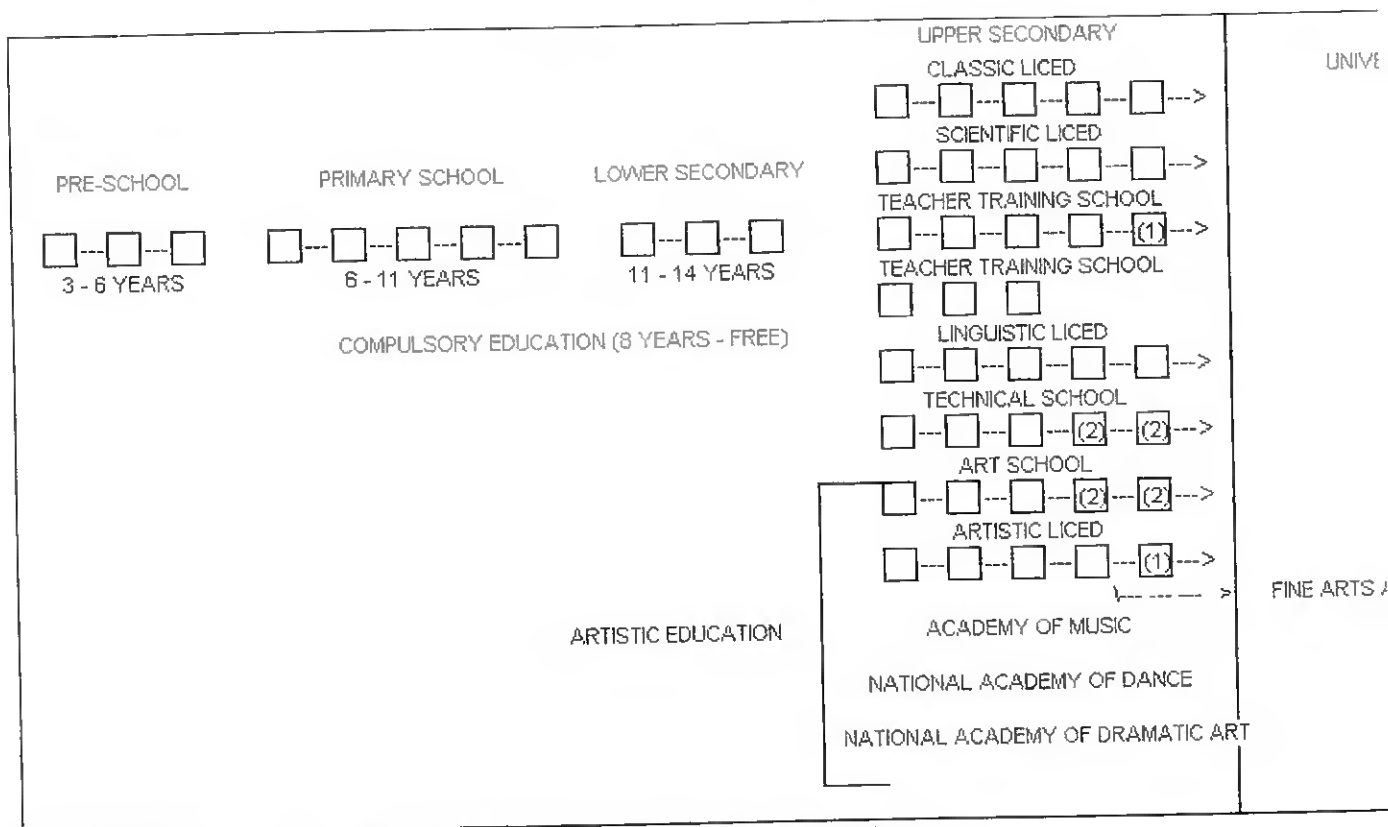 UPPER SECONDARY
CLASSIC LICED
SCIENTIFIC LICED
PRE-SCHOOL
PRIMARY SCHOOL
LOWER SECONDARY
TEACHER TRAINING SCHOOL
(1)
3 - 6 YEARS
6 - 11 YEARS
11 - 14 YEARS
TEACHER TRAINING SCHOOL
COMPULSORY EDUCATION (8 YEARS - FREE)
LINGUISTIC LICED
TECHNICAL SCHOOL
(2) (2)
ART SCHOOL
(2) (2)
ARTISTIC LICED
(1)
ARTISTIC EDUCATION
ACADEMY OF MUSIC
NATIONAL ACADEMY OF DANCE
NATIONAL ACADEMY OF DRAMATIC ART
UNIVE
FINE ARTS